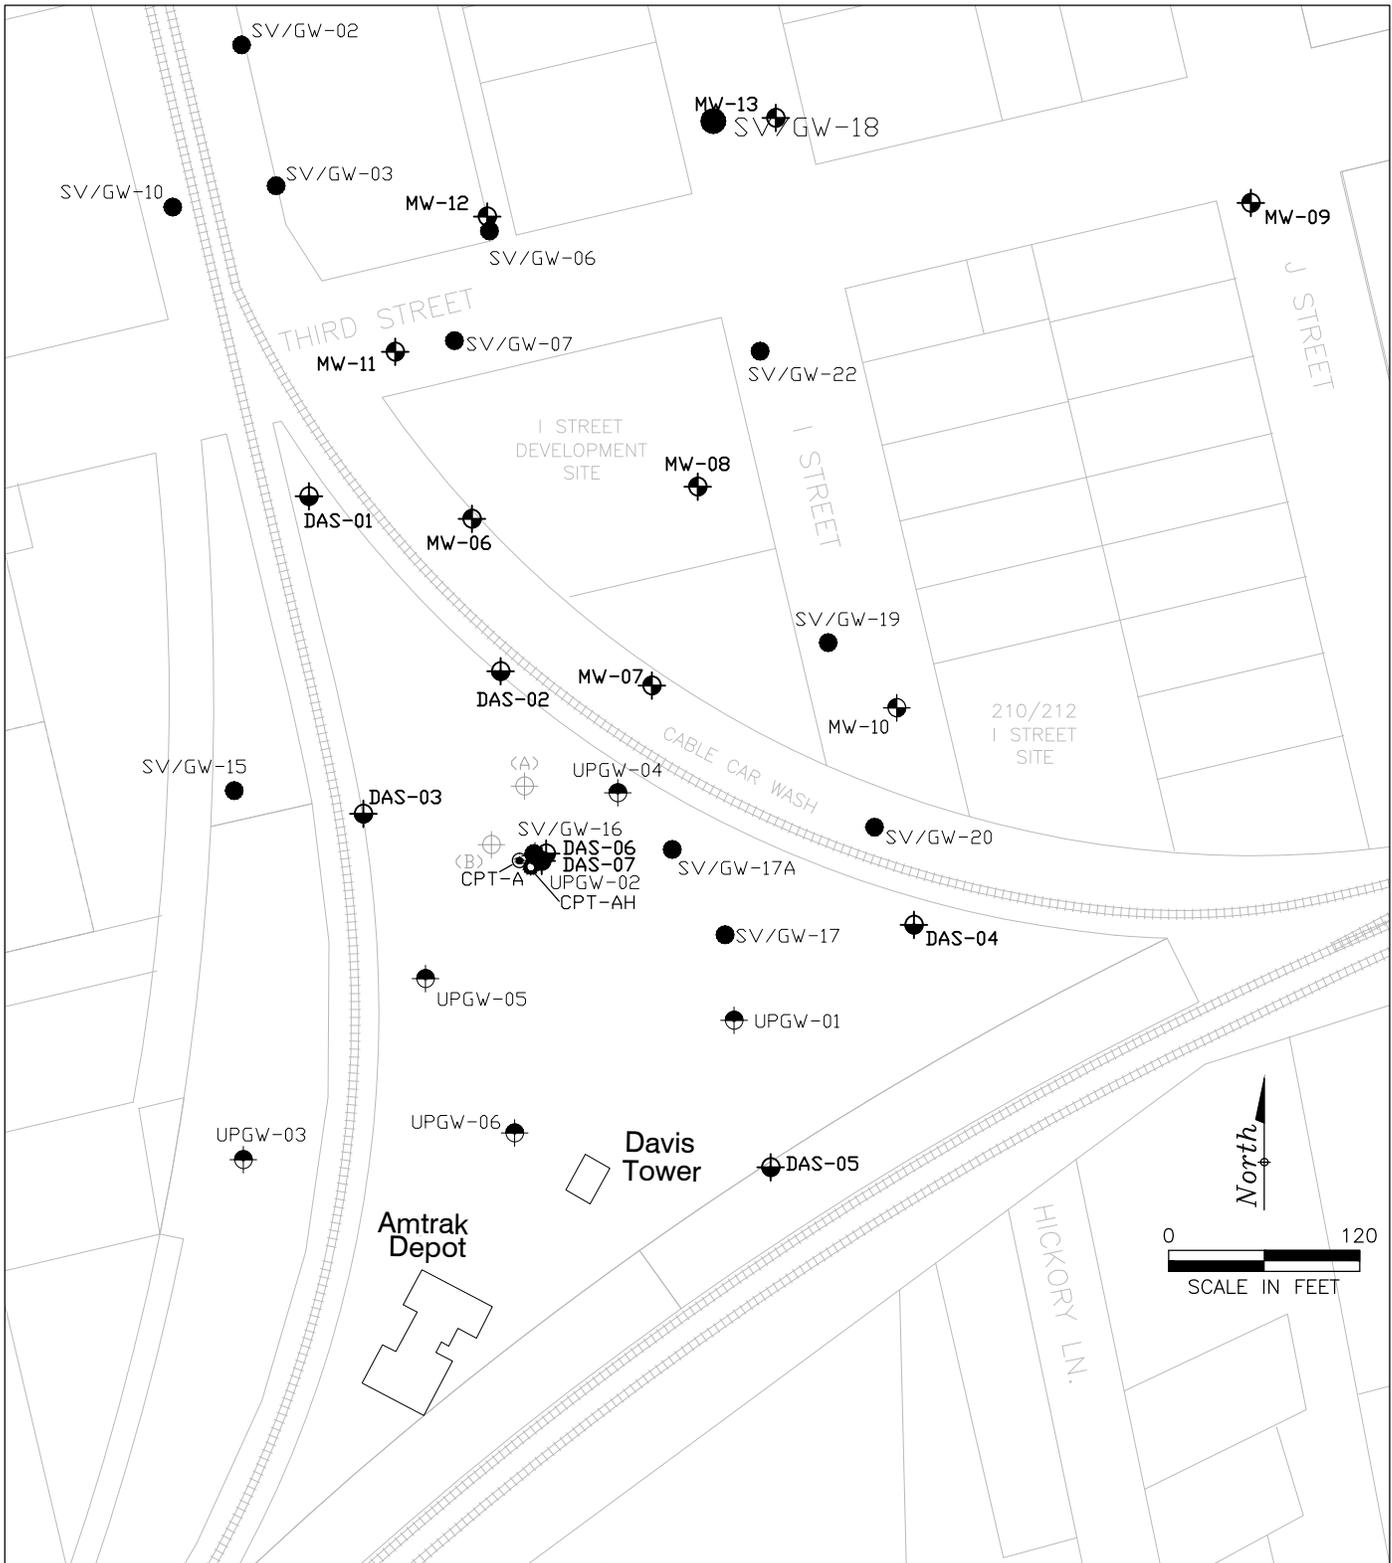 SV/GW-02
MW-13
SV/GW-18
SV/GW-03
SV/GW-10
MW-12
MW-09
SV/GW-06
J STREET
THIRD STREET
SV/GW-07
MW-11
SV/GW-22
I STREET
DEVELOPMENT
SITE
I STREET
MW-08
DAS-01
MW-06
SV/GW-19
MW-07
DAS-02
210/212
I STREET
SITE
MW-10
CABLE CAR WASH
(A)
UPGW-04
SV/GW-15
DAS-03
SV/GW-16
SV/GW-20
DAS-06
(B)
DAS-07
SV/GW-17A
CPT-A
UPGW-02
CPT-AH
SV/GW-17
DAS-04
UPGW-05
UPGW-01
UPGW-06
UPGW-03
Davis
Tower
DAS-05
North
Amtrak
Depot
HICKORY LN.
0 120
SCALE IN FEET